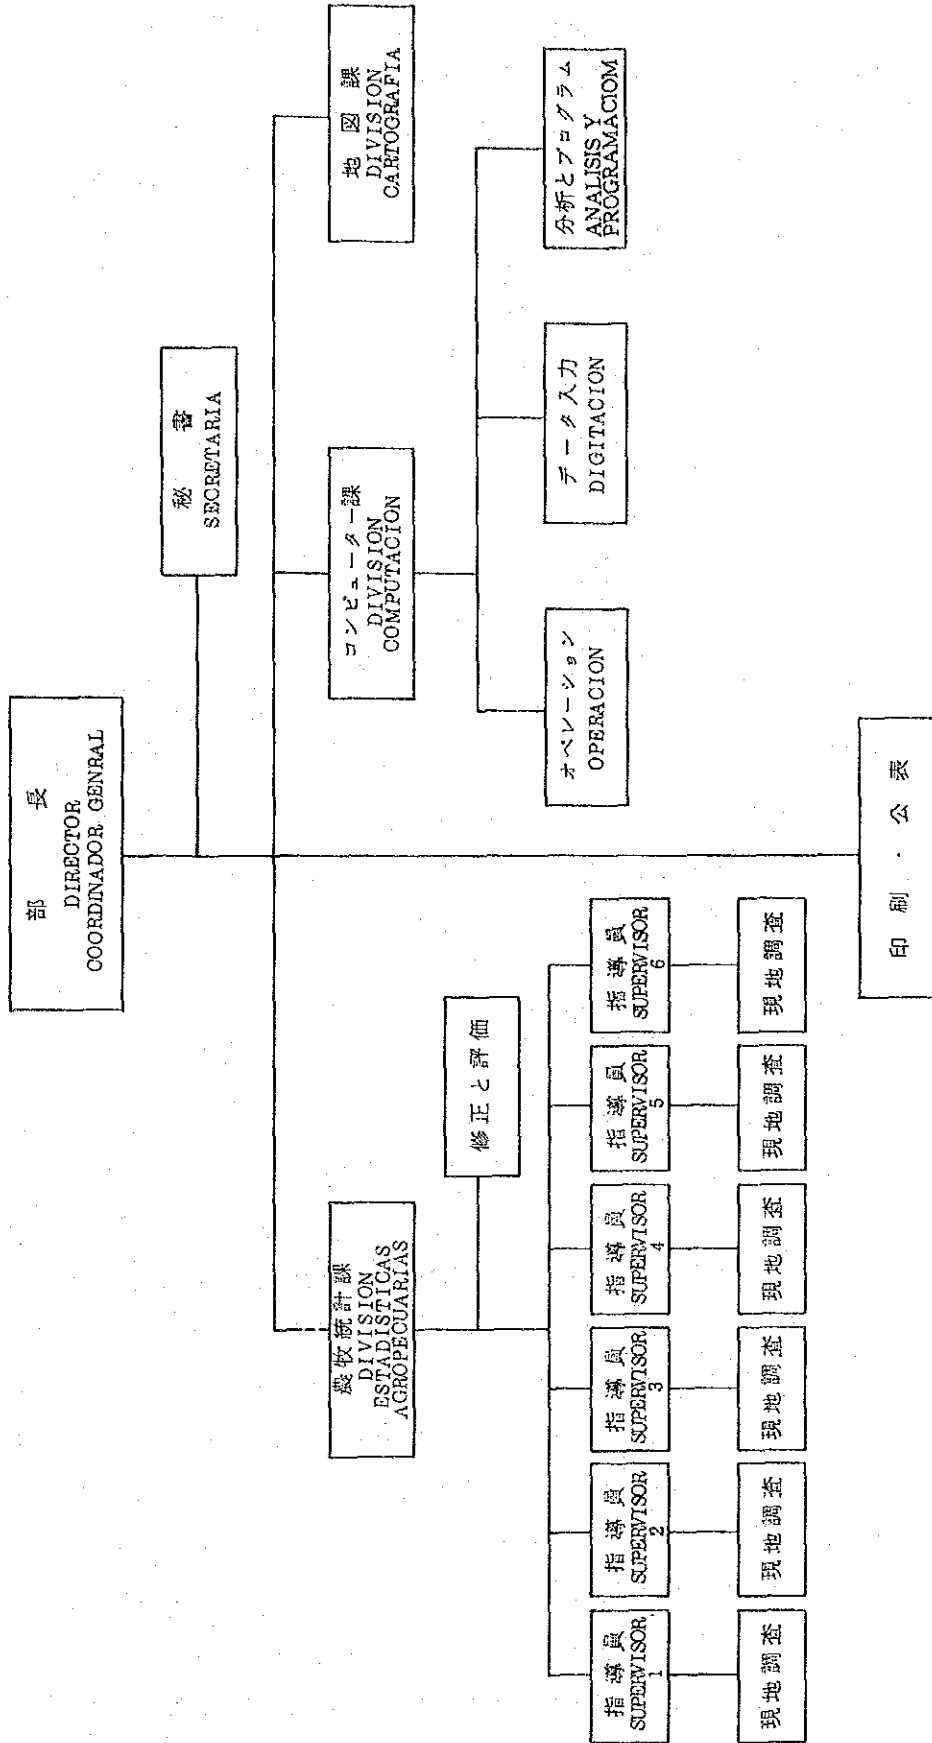 部長
DIRECTOR
COORDINADOR GENRAL
秘書
SECRETARIA
農牧統計課
DIVISION
ESTADISTICAS
AGROPECUARIAS
コンピューター課
DIVISION
COMPUTACION
地図課
DIVISION
CARTOGRAFIA
修正と評価
オペレーション
OPERACION
データ入力
DIGITACION
分析とプログラム
ANALISIS Y
PROGRAMACIOM
指導員
SUPERVISOR
1
指導員
SUPERVISOR
2
指導員
SUPERVISOR
3
指導員
SUPERVISOR
4
指導員
SUPERVISOR
5
指導員
SUPERVISOR
6
現地調査
現地調査
現地調査
現地調査
現地調査
現地調査
印刷・公表